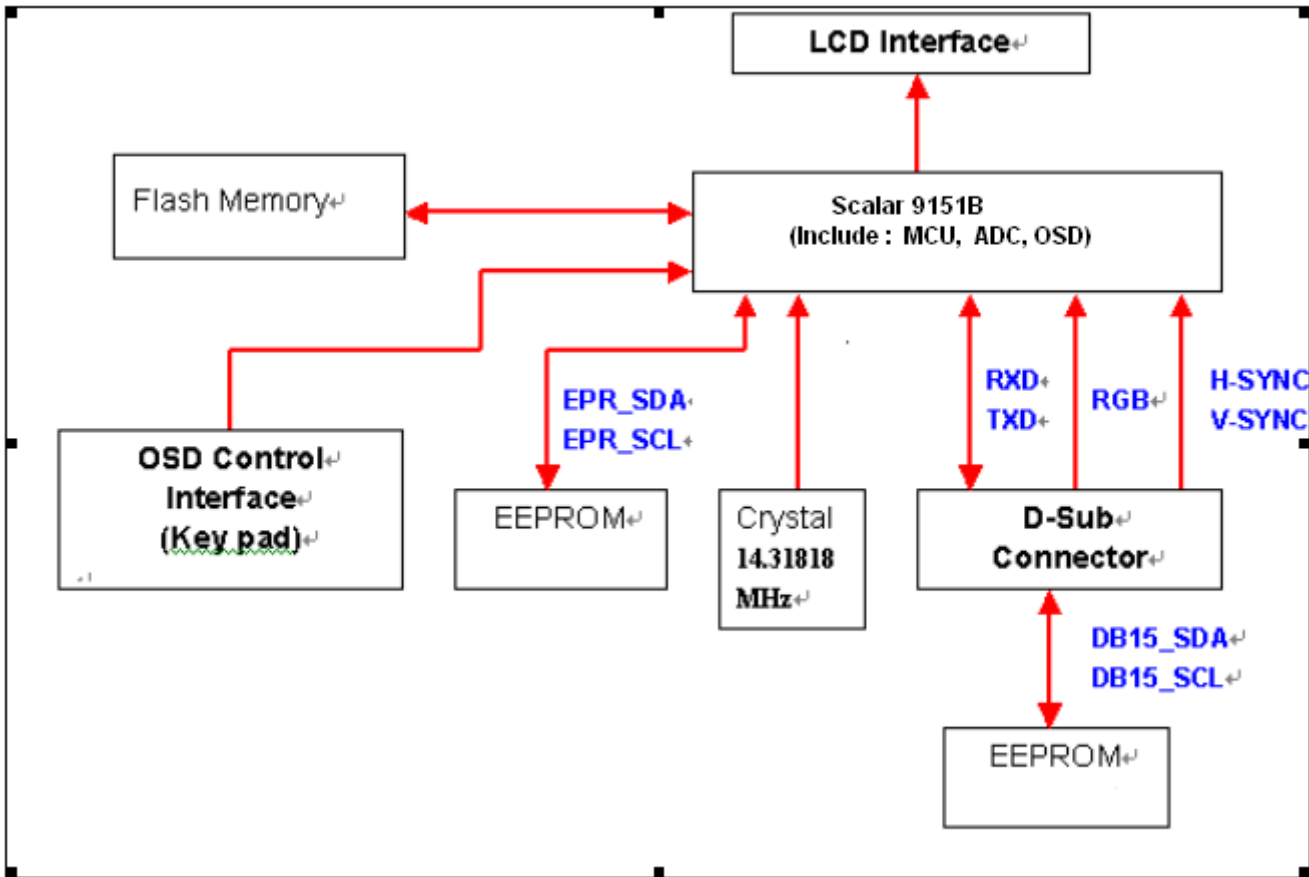 LCD Interface
Flash Memory
Scalar 9151B
(Include : MCU, ADC, OSD)
EPR_SDA
EPR_SCL
RXD
TXD
RGB
H-SYNC
V-SYNC
OSD Control
Interface
(Key pad)
EEPROM
Crystal
14.31818
MHz
D-Sub
Connector
DB15_SDA
DB15_SCL
EEPROM